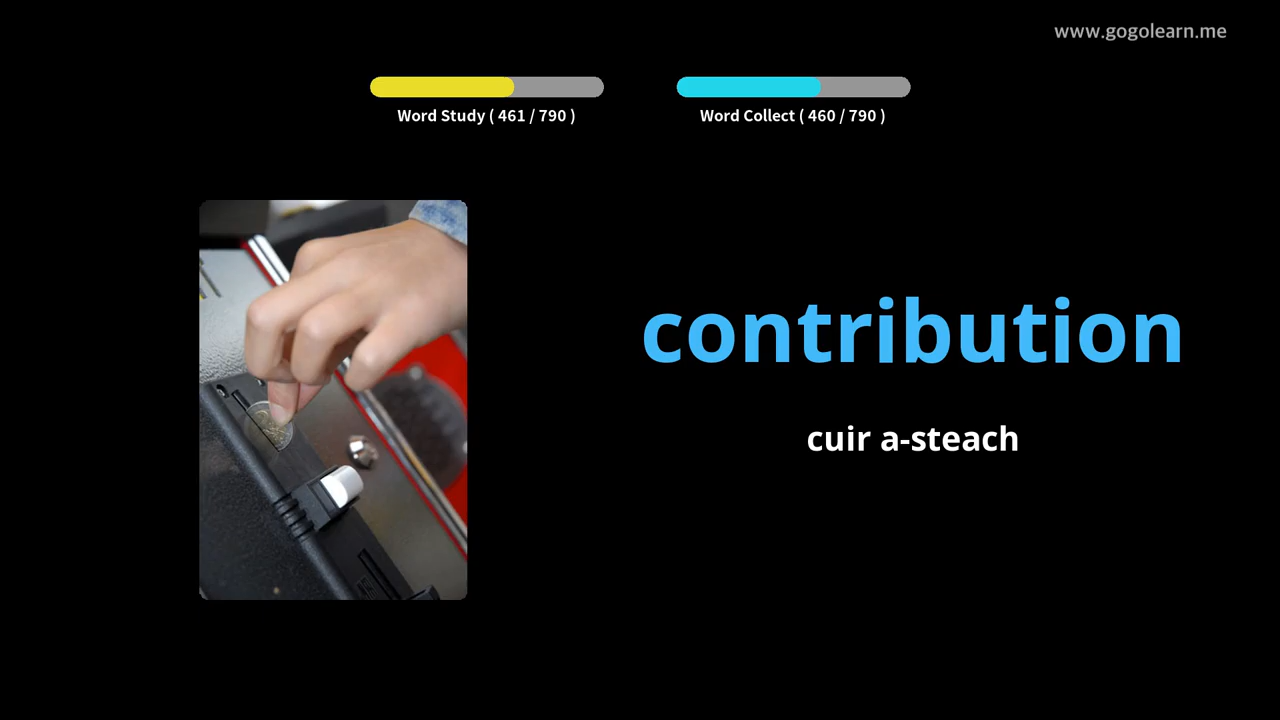 www.gogolearn.me
Word Study ( 461 / 790 )
Word Collect ( 460 / 790 )
contribution
cuir a-steach